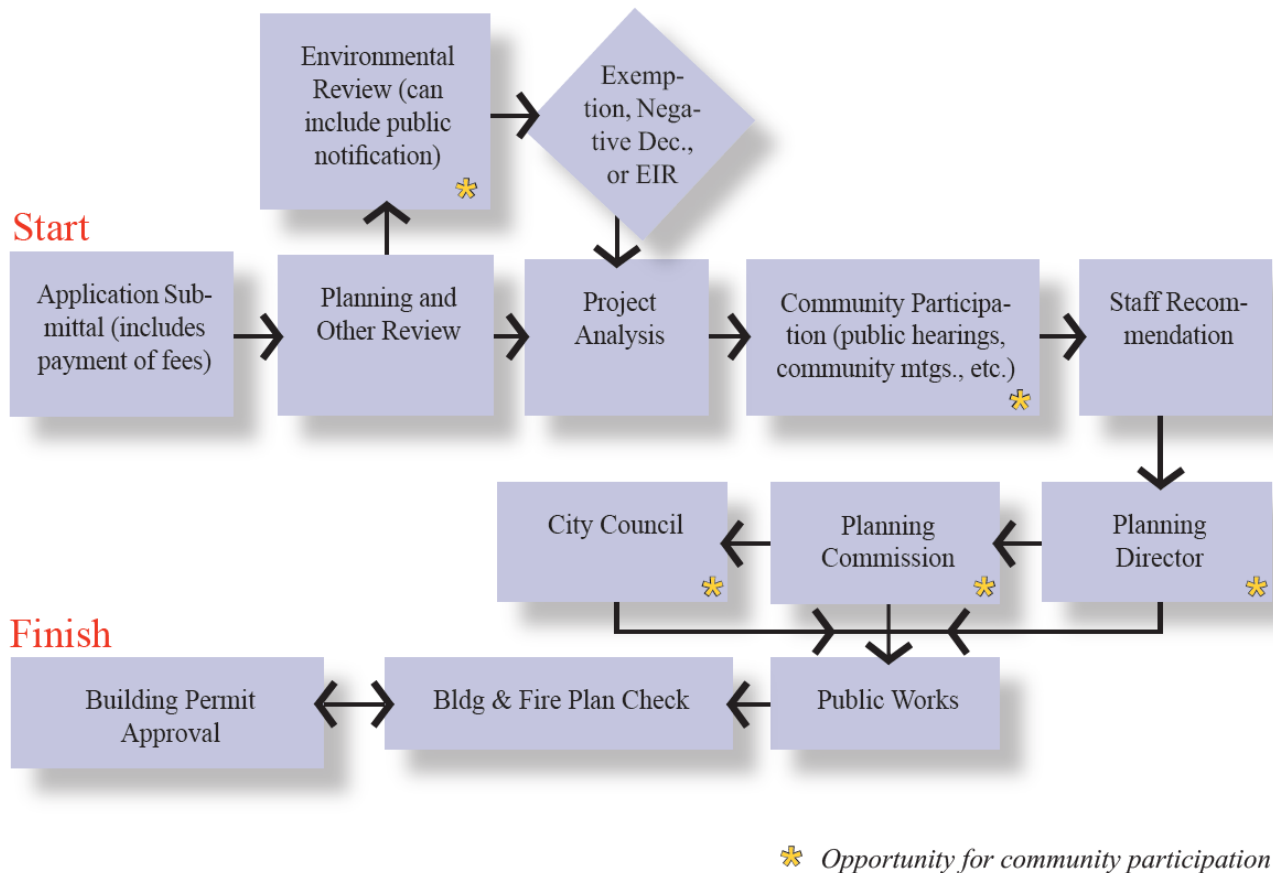 Environmental
Review (can
include public
notification)
Exemp-
tion, Nega-
tive Dec.,
or EIR
Start
Application Sub-
mittal (includes
payment of fees)
Planning and
Other Review
Project
Analysis
Community Participa-
tion (public hearings,
community mtgs., etc.)
Staff Recom-
mendation
City Council
Planning
Commission
Planning
Director
Finish
Building Permit
Approval
Bldg & Fire Plan Check
Public Works
Opportunity for community participation